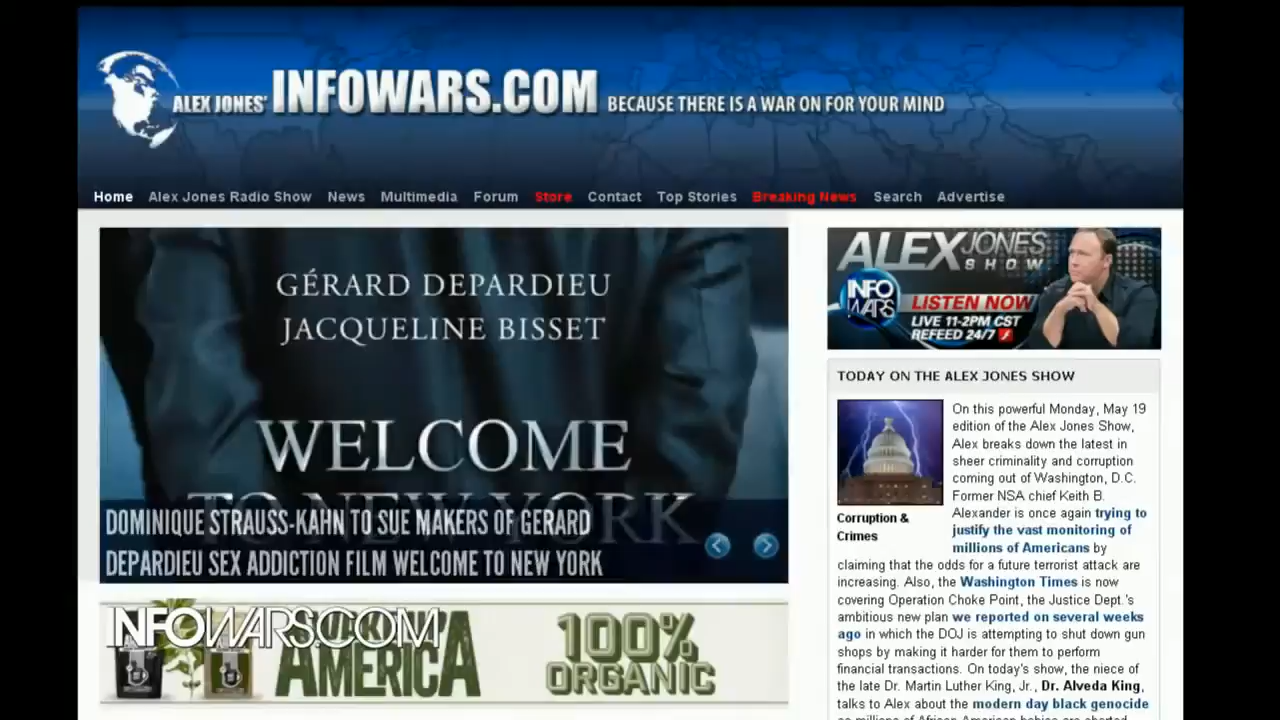 ALEX JONES' INFOWARS.COM BECAUSE THERE IS A WAR ON FOR YOUR MIND
Home Alex Jones Radio Show News Multimedia Forum Store Contact Top Stories Breaking News Search Advertise
GÉRARD DEPARDIEU
JACQUELINE BISSET
WELCOME
TO NEW YORK
DOMINIQUE STRAUSS-KAHN TO SUE MAKERS OF GERARD
DEPARDIEU SEX ADDICTION FILM WELCOME TO NEW YORK
INFOWARS.COM
AMERICA
100%
ORGANIC
ALEX JONES
SHOW
INFO
WARS
LISTEN NOW
LIVE 11-2PM CST
REFEED 24/7
TODAY ON THE ALEX JONES SHOW
Corruption &
Crimes
On this powerful Monday, May 19
edition of the Alex Jones Show,
Alex breaks down the latest in
sheer criminality and corruption
coming out of Washington, D.C.
Former NSA chief Keith B.
Alexander is once again trying to
justify the vast monitoring of
millions of Americans by
claiming that the odds for a future terrorist attack are
increasing. Also, the Washington Times is now
covering Operation Choke Point, the Justice Dept.'s
ambitious new plan we reported on several weeks
ago in which the DOJ is attempting to shut down gun
shops by making it harder for them to perform
financial transactions. On today's show, the niece of
the late Dr. Martin Luther King, Jr., Dr. Alveda King,
talks to Alex about the modern day black genocide